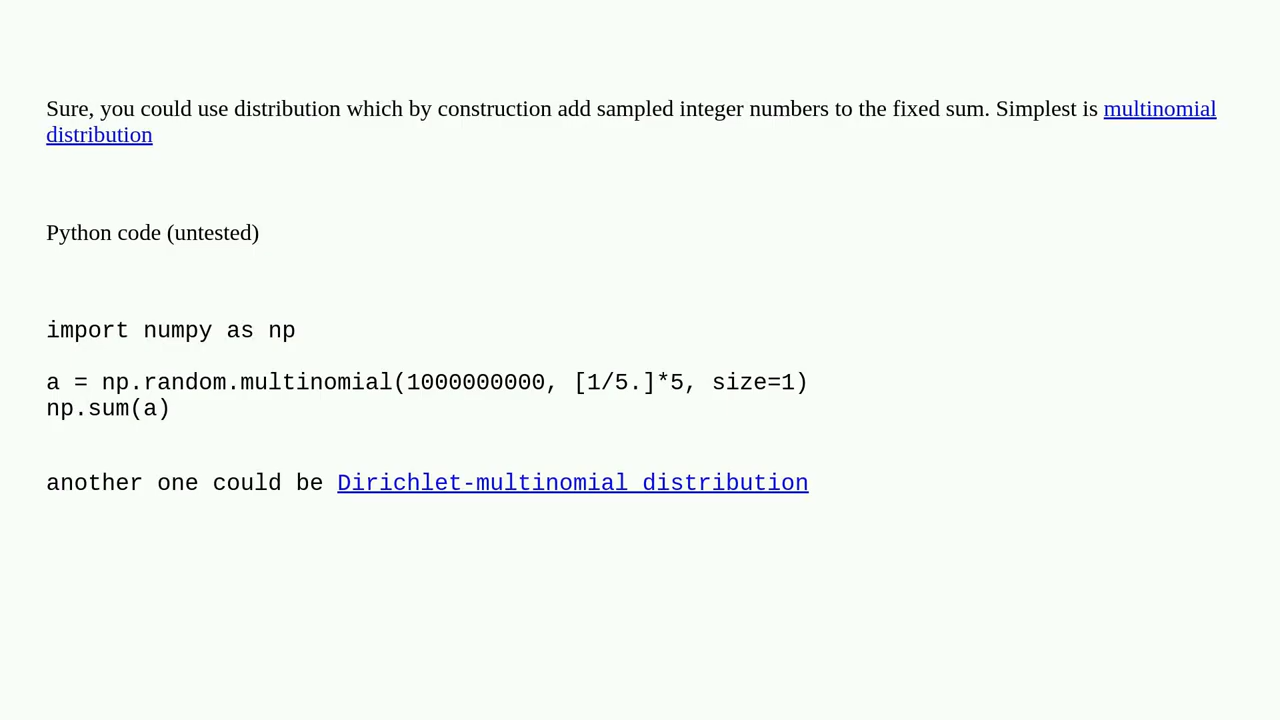 Sure, you could use distribution which by construction add sampled integer numbers to the fixed sum. Simplest is multinomial
distribution
Python code (untested)
import numpy as np
a = np.random.multinomial(1000000000, [1/5.]*5, size=1)
np.sum(a)
another one could be Dirichlet-multinomial distribution